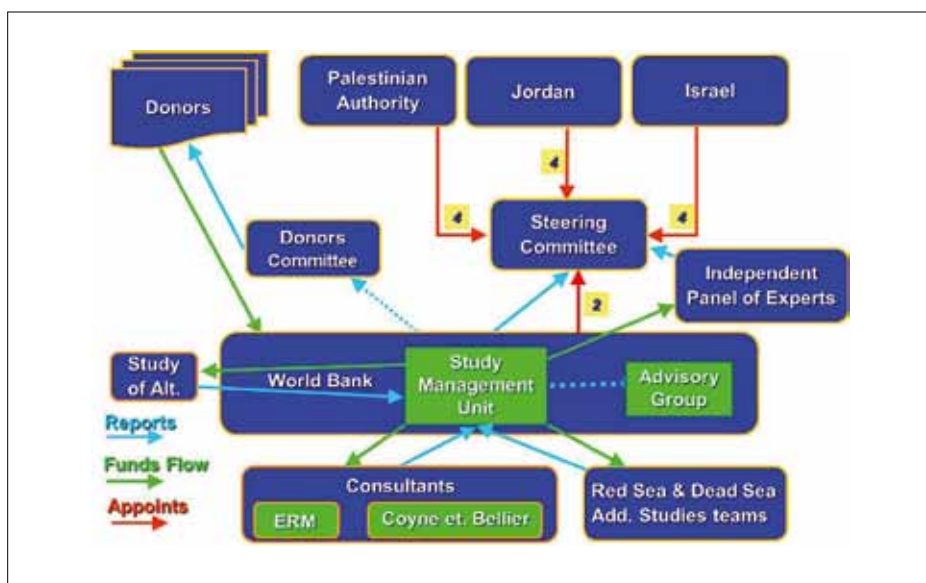 Donors
Palestinian
Authority
Jordan
Israel
4
4
4
Donors
Committee
Steering
Committee
Independent
Panel of Experts
2
Study
of Alt.
World Bank
Study
Management
Unit
Advisory
Group
Reports
Funds Flow
Appoints
Consultants
ERM
Coyne et. Bellier
Red Sea & Dead Sea
Add. Studies teams